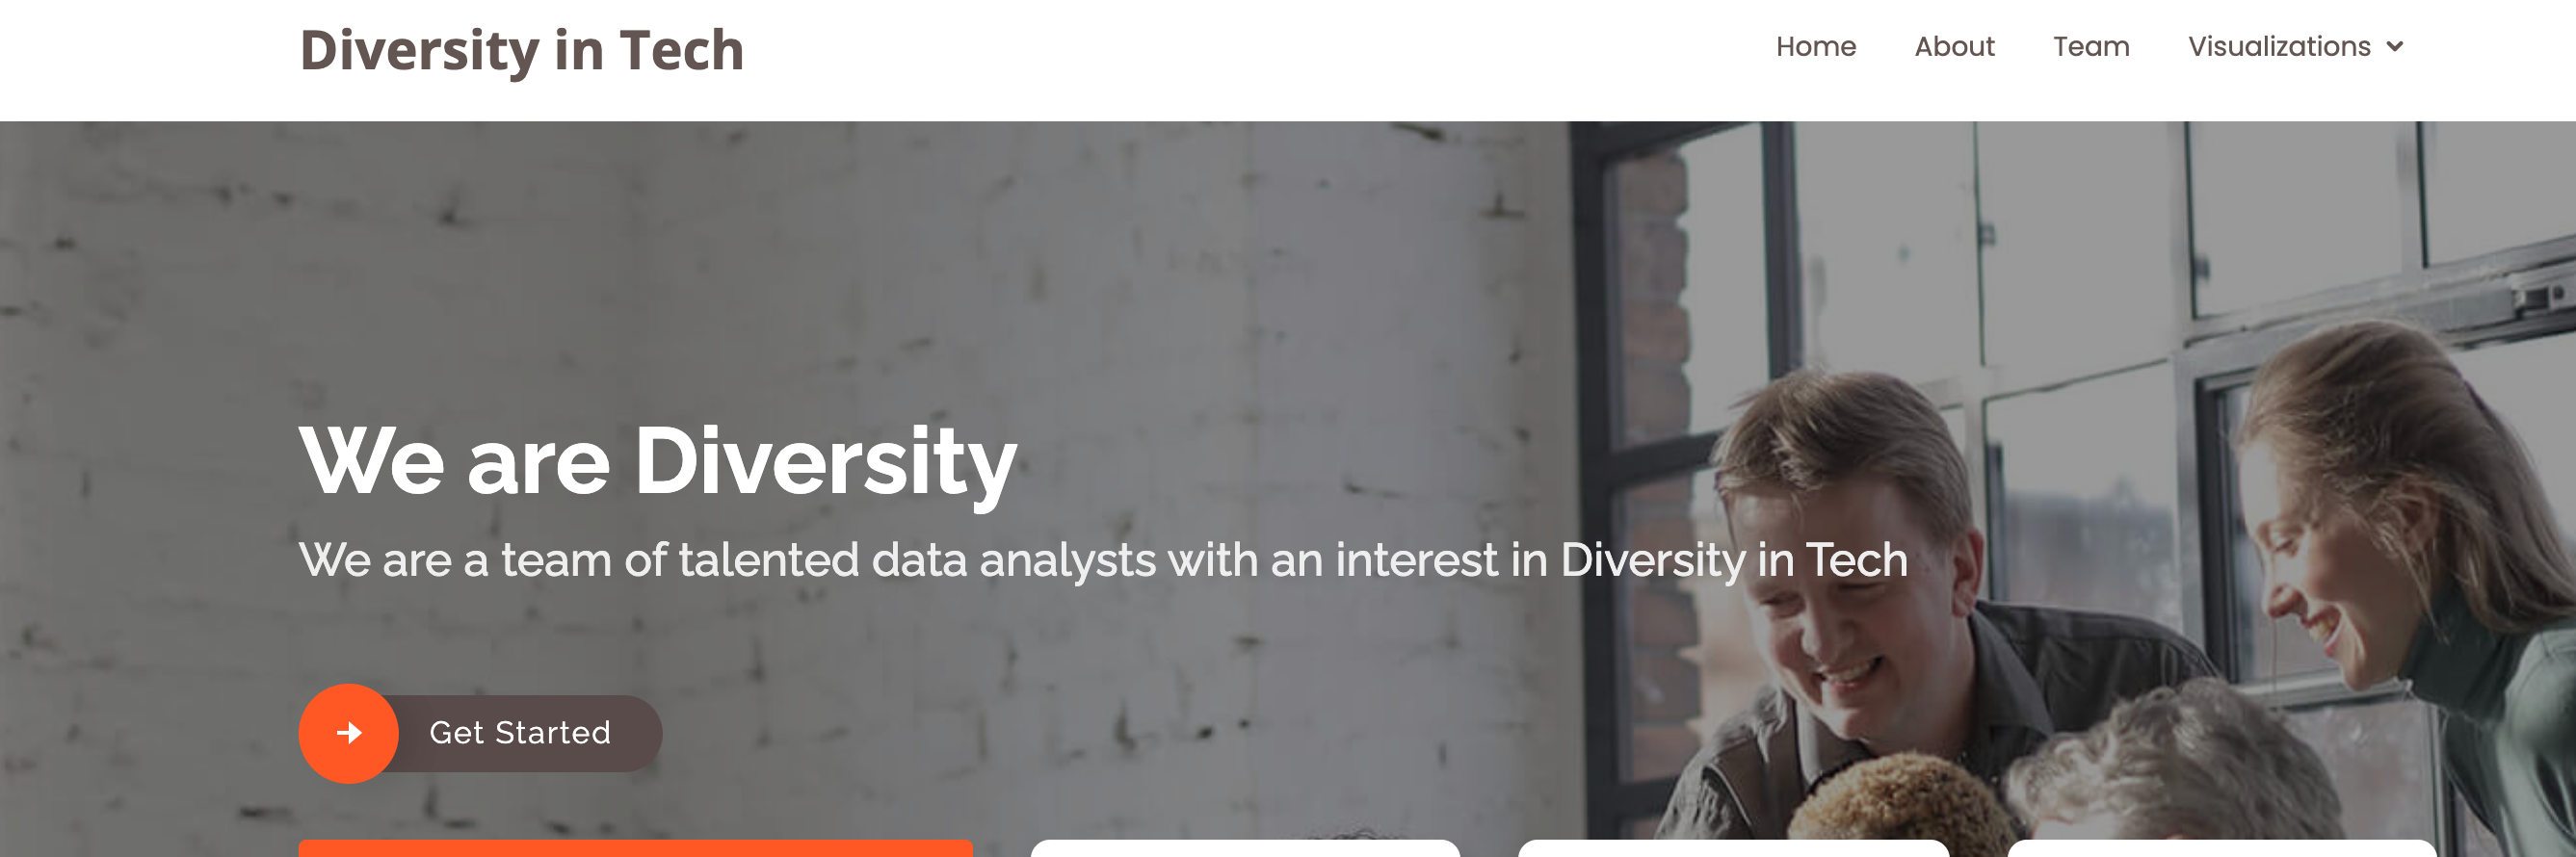 Diversity in Tech
Home About Team Visualizations
We are Diversity
We are a team of talented data analysts with an interest in Diversity in Tech
Get Started